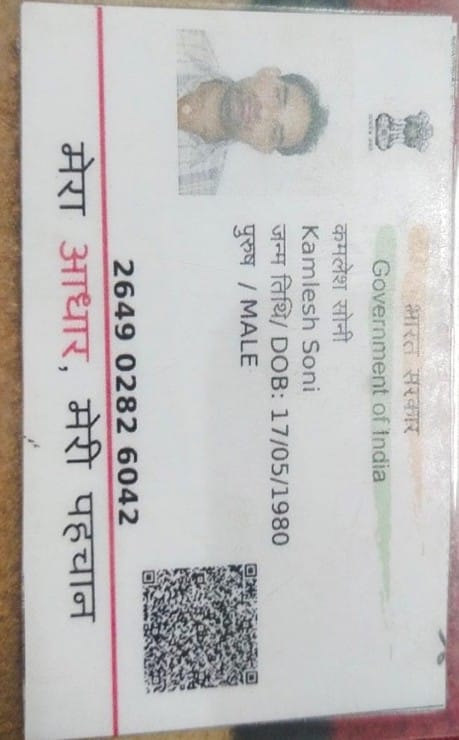 भारत सरकार
Government of India
कमलेश सोनी
Kamlesh Soni
जन्म तिथि/ DOB: 17/05/1980
पुरुष / MALE
2649 0282 6042
मेरा आधार, मेरी पहचान